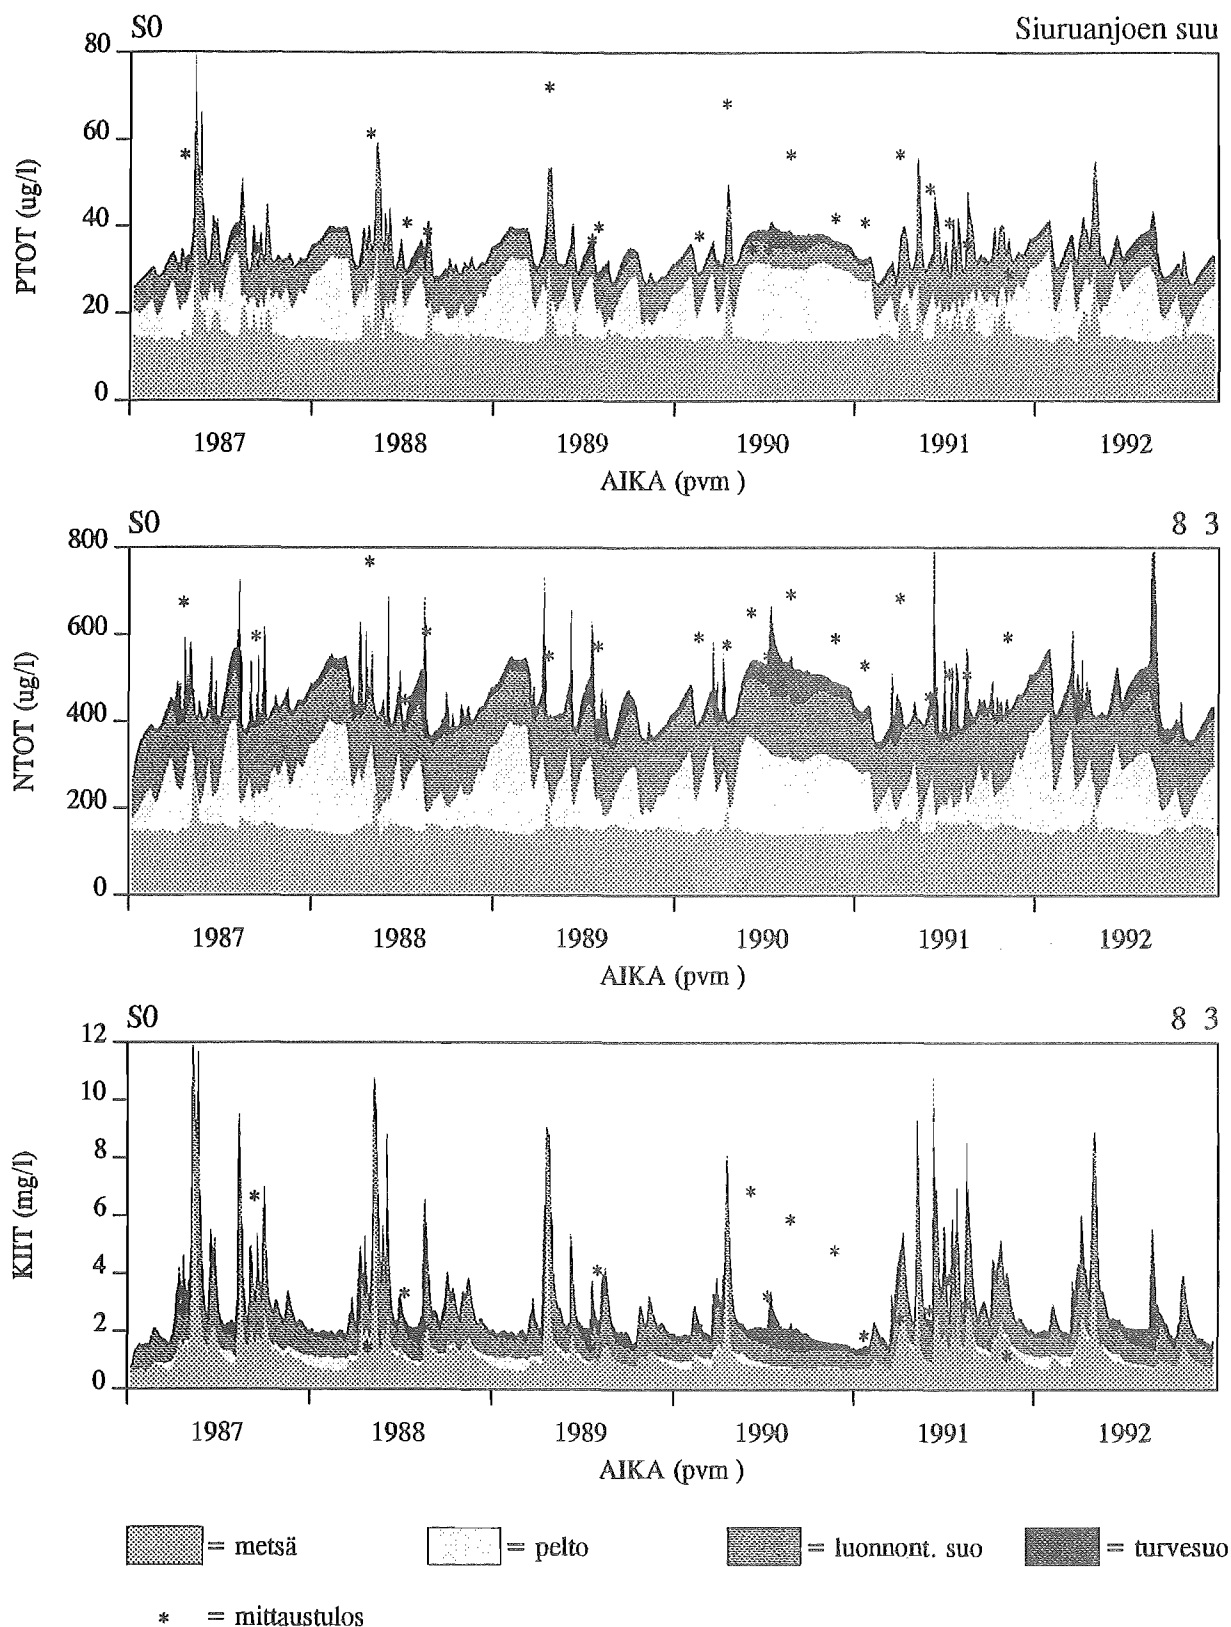 S0 Siuruanjoen suu
PTOT (ug/l)
80
60
40
20
0
1987 1988 1989 1990 1991 1992
AIKA (pvm )
S0 8 3
NTOT (ug/l)
800
600
400
200
0
1987 1988 1989 1990 1991 1992
AIKA (pvm )
S0 8 3
KIIT (mg/l)
12
10
8
6
4
2
0
1987 1988 1989 1990 1991 1992
AIKA (pvm )
= metsä = pelto = luonnont. suo = turvesuo
* = mittaustulos